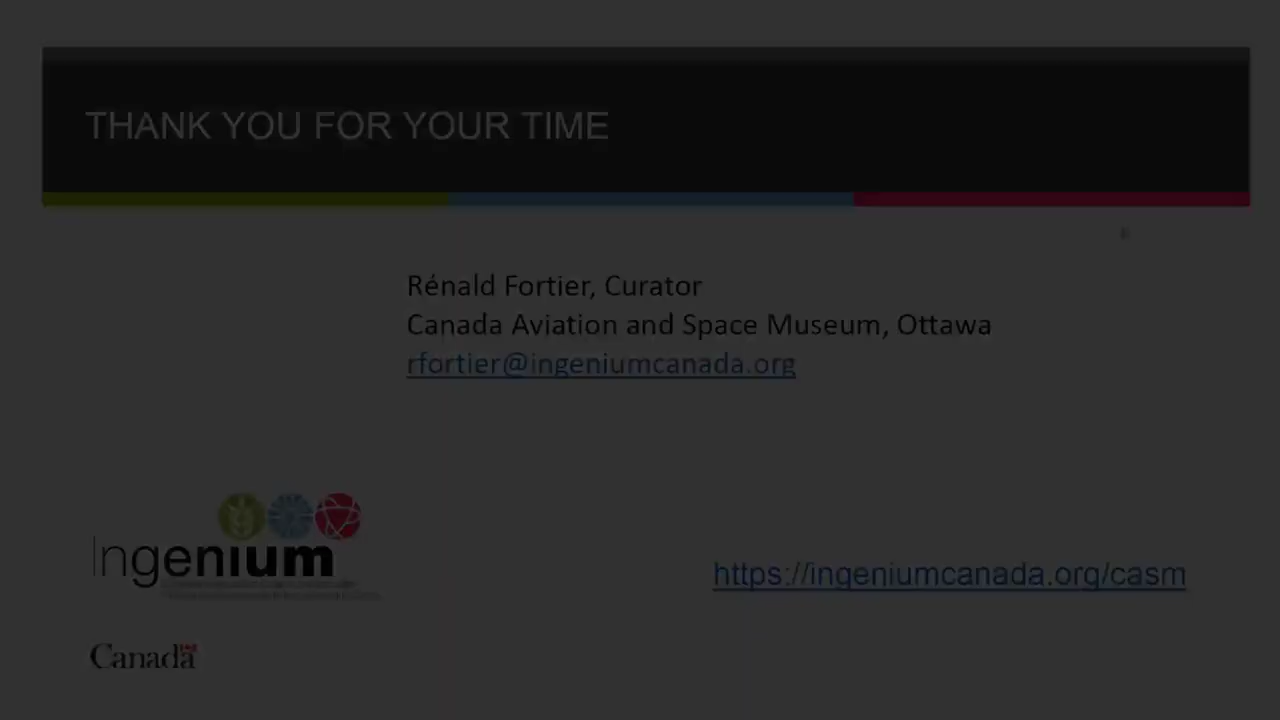 THANK YOU FOR YOUR TIME
Rénald Fortier, Curator
Canada Aviation and Space Museum, Ottawa
rfortier@ingeniumcanada.org
Ingenium
https://ingeniumcanada.org/casm
Canada